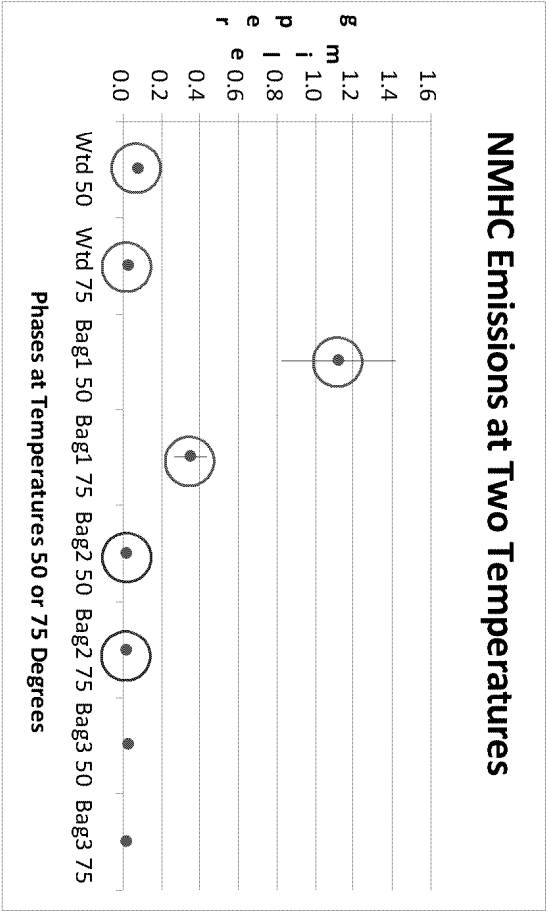 NMHC Emissions at Two Temperatures
g per
mile
1.6
1.4
1.2
1.0
0.8
0.6
0.4
0.2
0.0
Wtd 50 Wtd 75 Bag1 50 Bag1 75 Bag2 50 Bag2 75 Bag3 50 Bag3 75
Phases at Temperatures 50 or 75 Degrees